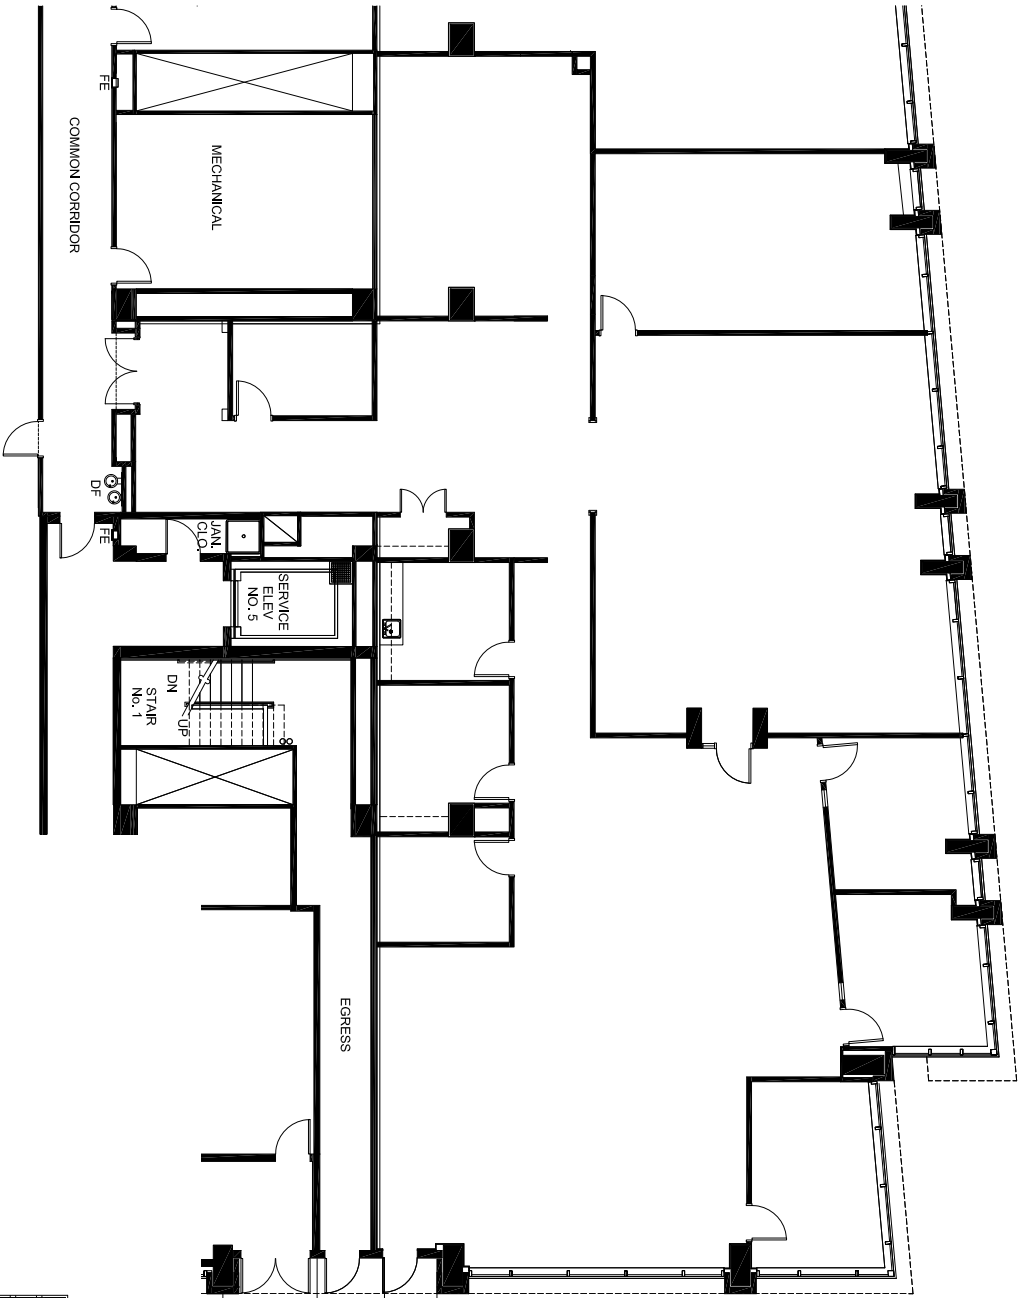 FE
COMMON CORRIDOR
MECHANICAL
DF
FE
JAN.
CLO.
SERVICE
ELEV
NO. 5
DN
UP
STAIR
No. 1
EGRESS